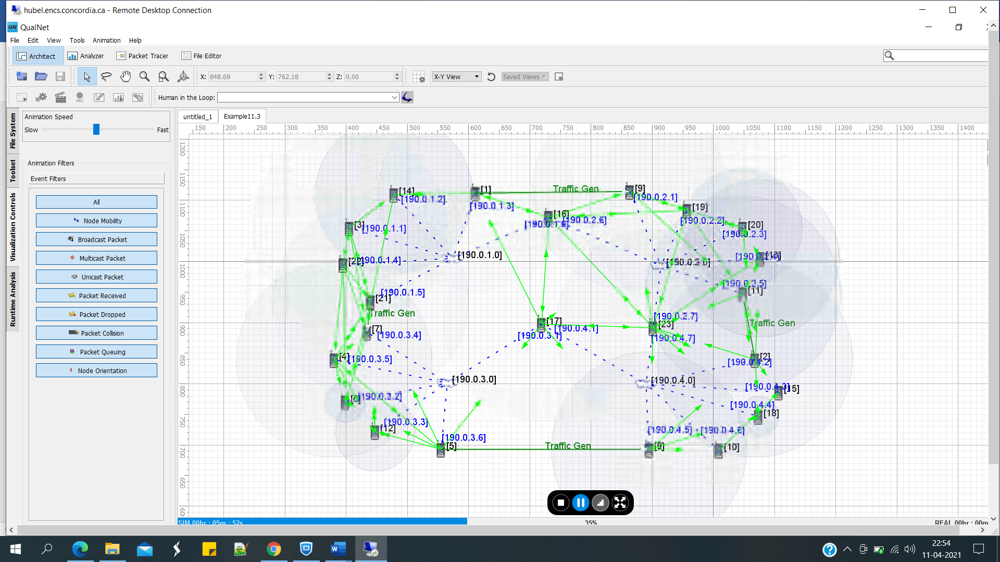 hubel.encs.concordia.ca - Remote Desktop Connection
QN QualNet
File Edit View Tools Animation Help
Architect Analyzer Packet Tracer File Editor
X: 848.69 Y: 762.18 Z: 0.00 X-Y View Saved Views
REC Human in the Loop:
untitled_1 Example11.3
File System
Toolset
Visualization Controls
Runtime Analysis
Animation Speed
Slow Fast
Animation Filters
Event Filters
All
Node Mobility
Broadcast Packet
Multicast Packet
Unicast Packet
Packet Received
Packet Dropped
Packet Collision
Packet Queuing
Node Orientation
150 200 250 300 350 400 450 500 550 600 650 700 750 800 850 900 950 1000 1050 1100 1150 1200 1250 1300 1350 1400
1200
1150
1100
1050
1000
950
900
850
800
750
700
650
600
[14] [1] Traffic Gen [9]
[190.0.1.2] [190.0.2.1]
[190.0.1.3] [19]
[16]
[190.0.2.6] [190.0.2.2]
[3] [190.0.1.1] [190.0.1.6] [20]
[190.0.2.3]
[22] [190.0.1.4] [190.0.1.0] [190.0.2.0] [190.0.2.4] [13]
[190.0.2.5]
[190.0.1.5] [11]
[21]
Traffic Gen [190.0.2.7]
[17] [23] Traffic Gen
[7] [190.0.4.1]
[190.0.3.4] [190.0.3.1] [190.0.4.7]
[4] [190.0.3.5] [2]
[190.0.4.2]
[190.0.3.0] [190.0.4.0]
[190.0.4.3] [15]
[190.0.3.2]
[190.0.4.4]
[18]
[190.0.3.3]
[12] [190.0.4.5] [190.0.4.6]
[190.0.3.6]
[5] Traffic Gen [8] [10]
SIM 00hr : 05m : 52s 35% REAL 00hr : 00m
22:54
11-04-2021